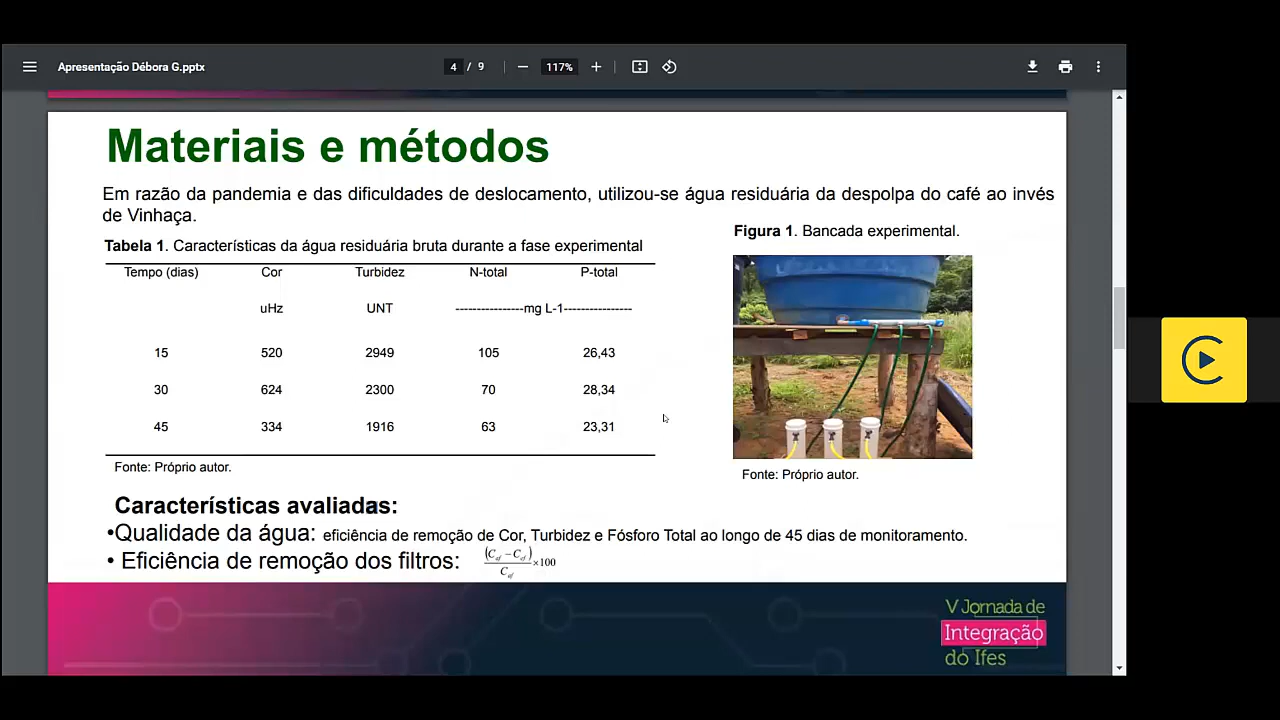 Apresentação Débora G.pptx
4 / 9
117%
Materiais e métodos
Em razão da pandemia e das dificuldades de deslocamento, utilizou-se água residuária da despolpa do café ao invés
de Vinhaça.
Tabela 1. Características da água residuária bruta durante a fase experimental
Tempo (dias) Cor Turbidez N-total P-total
uHz UNT ----------------mg L-1----------------
15 520 2949 105 26,43
30 624 2300 70 28,34
45 334 1916 63 23,31
Fonte: Próprio autor.
Figura 1. Bancada experimental.
Fonte: Próprio autor.
Características avaliadas:
•Qualidade da água: eficiência de remoção de Cor, Turbidez e Fósforo Total ao longo de 45 dias de monitoramento.
• Eficiência de remoção dos filtros: (C - C) / C ×100
V Jornada de
Integração
do Ifes